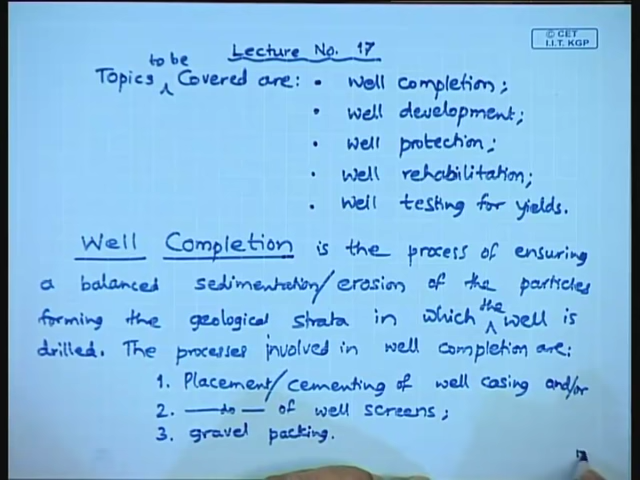 Lecture No. 17
© CET
I.I.T. KGP
to be
Topics ^ Covered are: • Well completion;
• Well development;
• Well protection;
• Well rehabilitation;
• Well testing for yields.
Well Completion is the process of ensuring
a balanced sedimentation/erosion of the particles
forming the geological strata in which ^the well is
drilled. The processes involved in well completion are:
1. Placement/cementing of well casing and/or
2. —do— of well screens;
3. gravel packing.